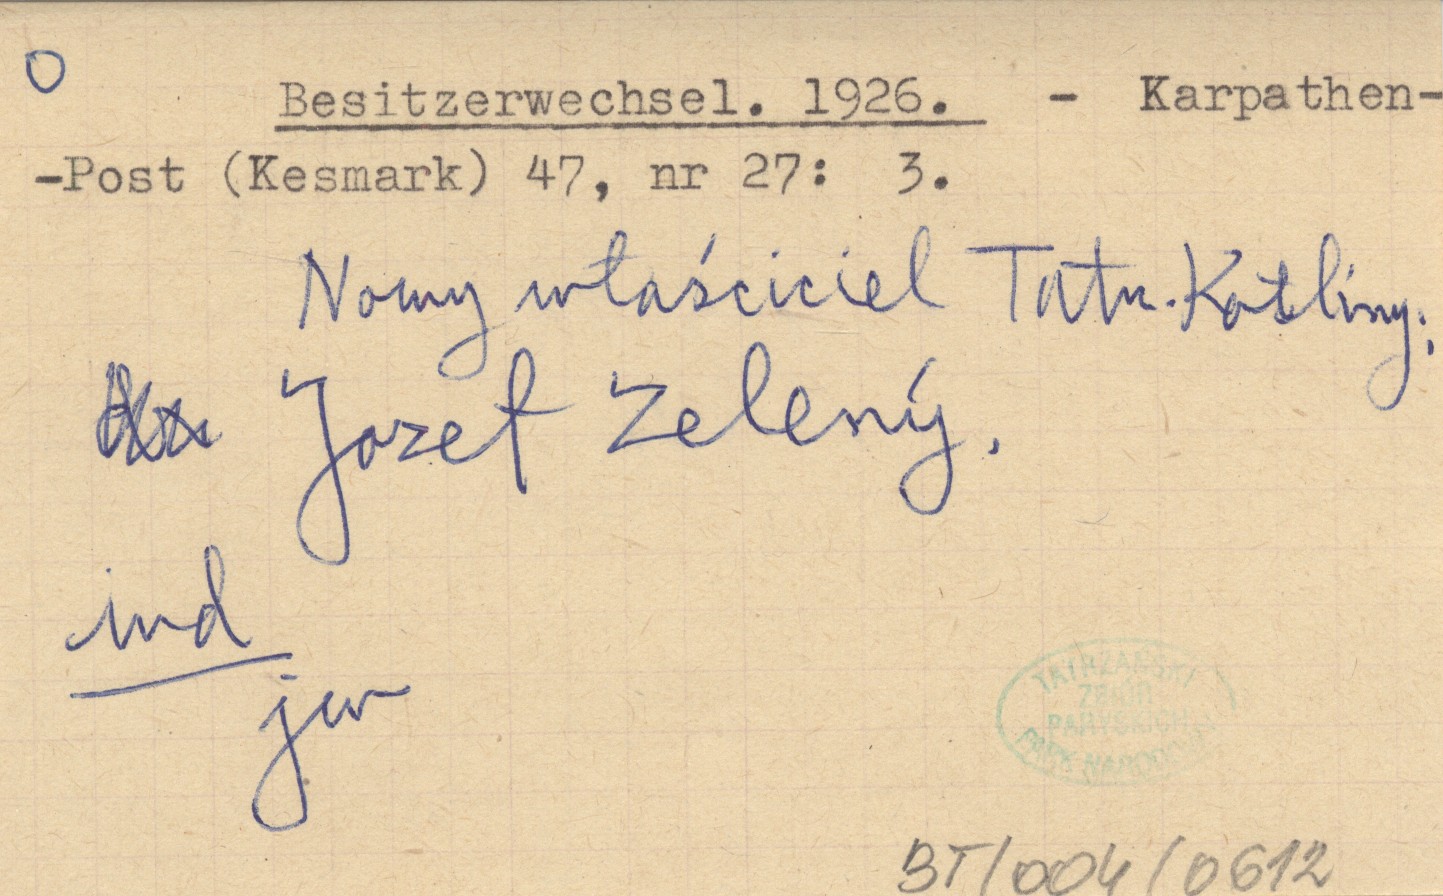 O
Besitzerwechsel. 1926. - Karpathen-
-Post (Kesmark) 47, nr 27: 3.
Nowy właściciel Tatr. Kotliny:
Jozef Zelený.
ind
jw
TATRZAŃSKI
ZBIÓR
PARYSKICH
PARK NARODOWY
BT/004/0612